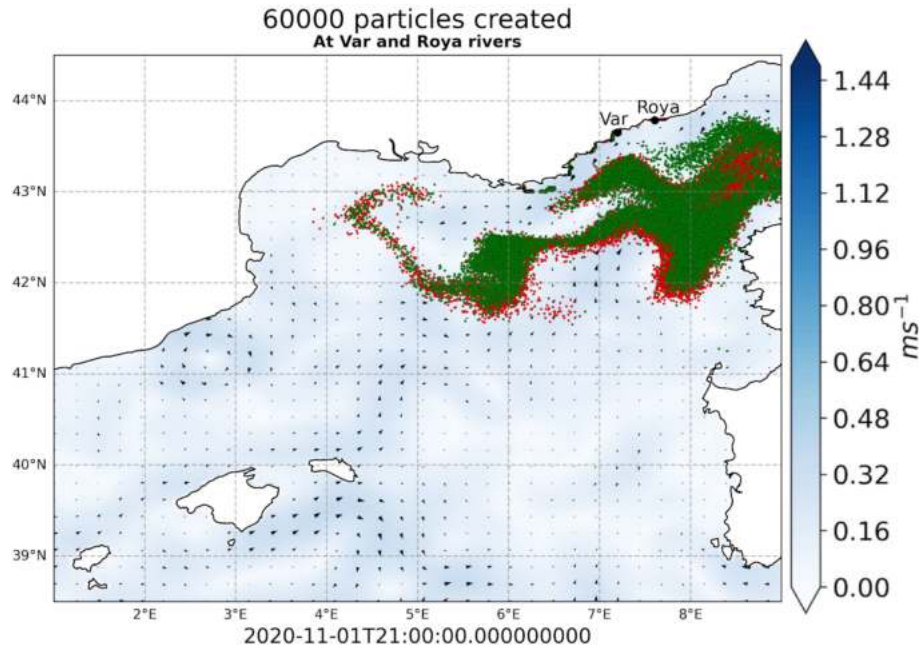 60000 particles created
At Var and Roya rivers
44°N
43°N
42°N
41°N
40°N
39°N
Var
Roya
2°E
3°E
4°E
5°E
6°E
7°E
8°E
2020-11-01T21:00:00.000000000
1.44
1.28
1.12
0.96
0.80
0.64
0.48
0.32
0.16
0.00
ms⁻¹